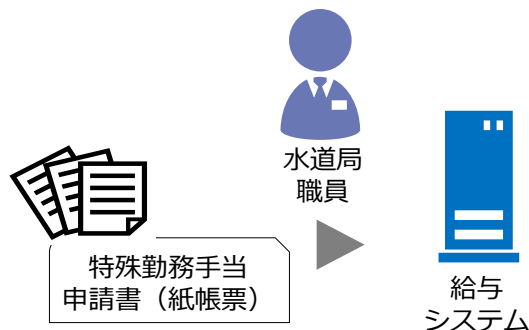 水道局
職員
特殊勤務手当
申請書（紙帳票）
給与
システム